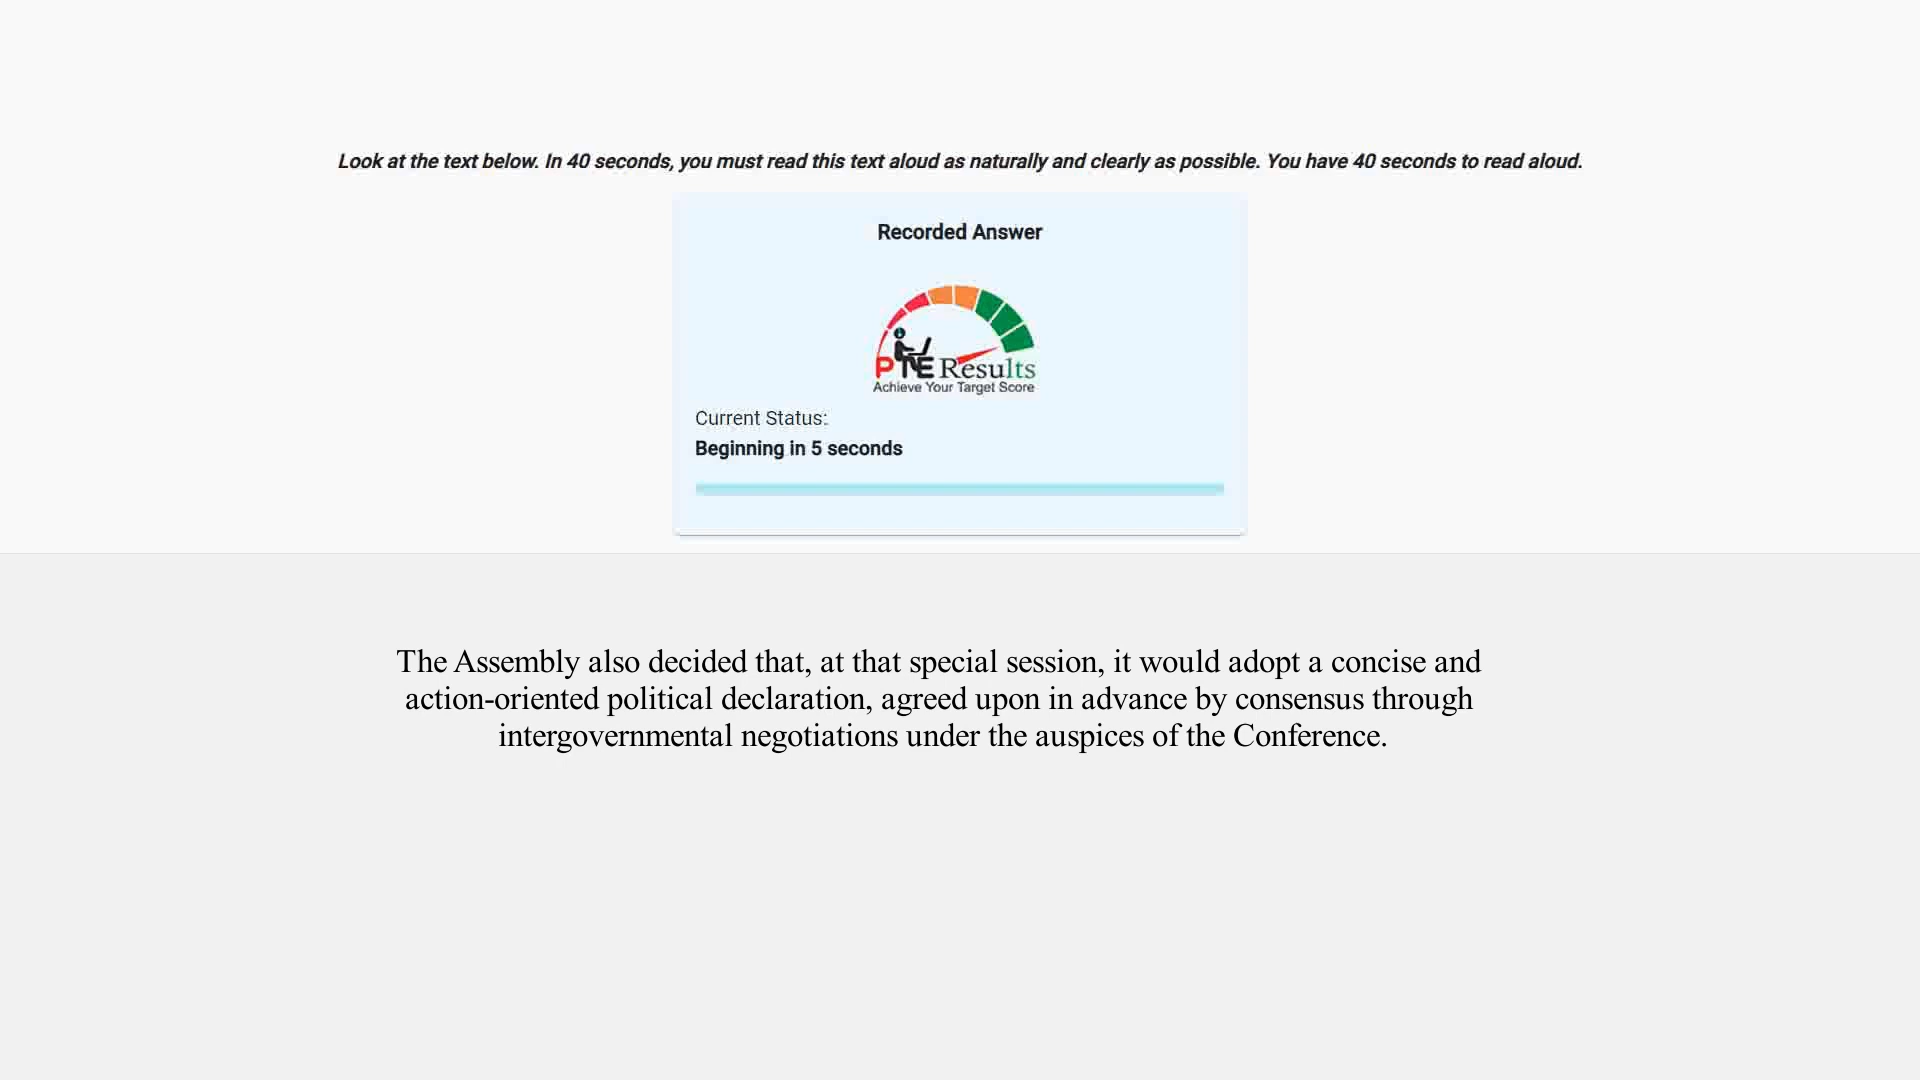 Look at the text below. In 40 seconds, you must read this text aloud as naturally and clearly as possible. You have 40 seconds to read aloud.
Recorded Answer
PTE Results
Achieve Your Target Score
Current Status:
Beginning in 5 seconds
The Assembly also decided that, at that special session, it would adopt a concise and
action-oriented political declaration, agreed upon in advance by consensus through
intergovernmental negotiations under the auspices of the Conference.